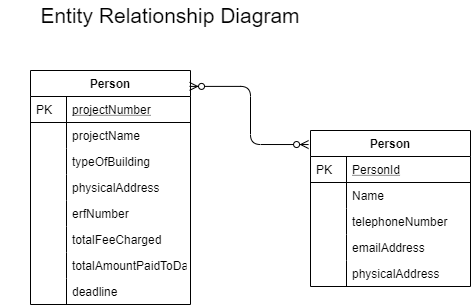 Entity Relationship Diagram
Person
PK projectNumber
projectName
typeOfBuilding
physicalAddress
erfNumber
totalFeeCharged
totalAmountPaidToDa
deadline
Person
PK PersonId
Name
telephoneNumber
emailAddress
physicalAddress